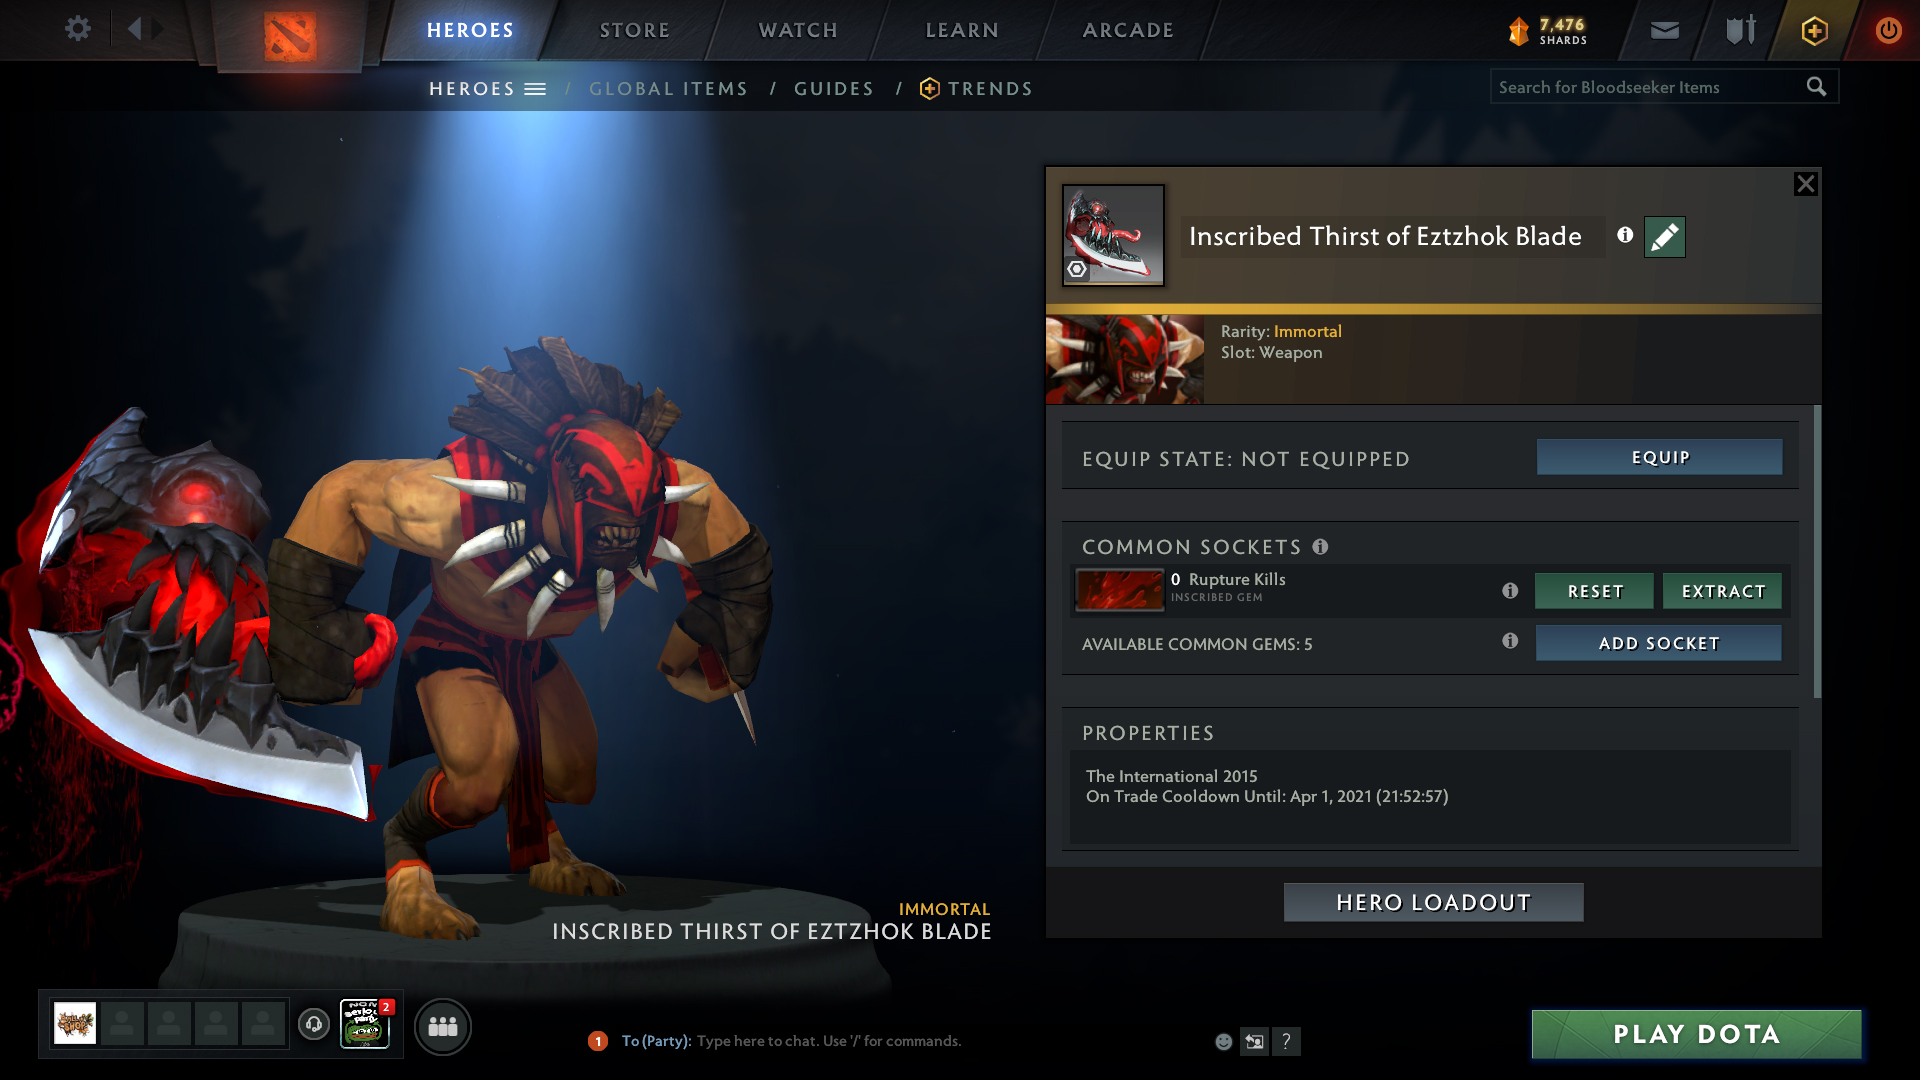 HEROES
STORE
WATCH
LEARN
ARCADE
7,476
SHARDS
HEROES / GLOBAL ITEMS / GUIDES / TRENDS
Search for Bloodseeker Items
Inscribed Thirst of Eztzhok Blade
Rarity: Immortal
Slot: Weapon
EQUIP STATE: NOT EQUIPPED
EQUIP
COMMON SOCKETS
0 Rupture Kills
INSCRIBED GEM
RESET
EXTRACT
AVAILABLE COMMON GEMS: 5
ADD SOCKET
PROPERTIES
The International 2015
On Trade Cooldown Until: Apr 1, 2021 (21:52:57)
HERO LOADOUT
IMMORTAL
INSCRIBED THIRST OF EZTZHOK BLADE
2
1
To (Party): Type here to chat. Use '/' for commands.
?
PLAY DOTA